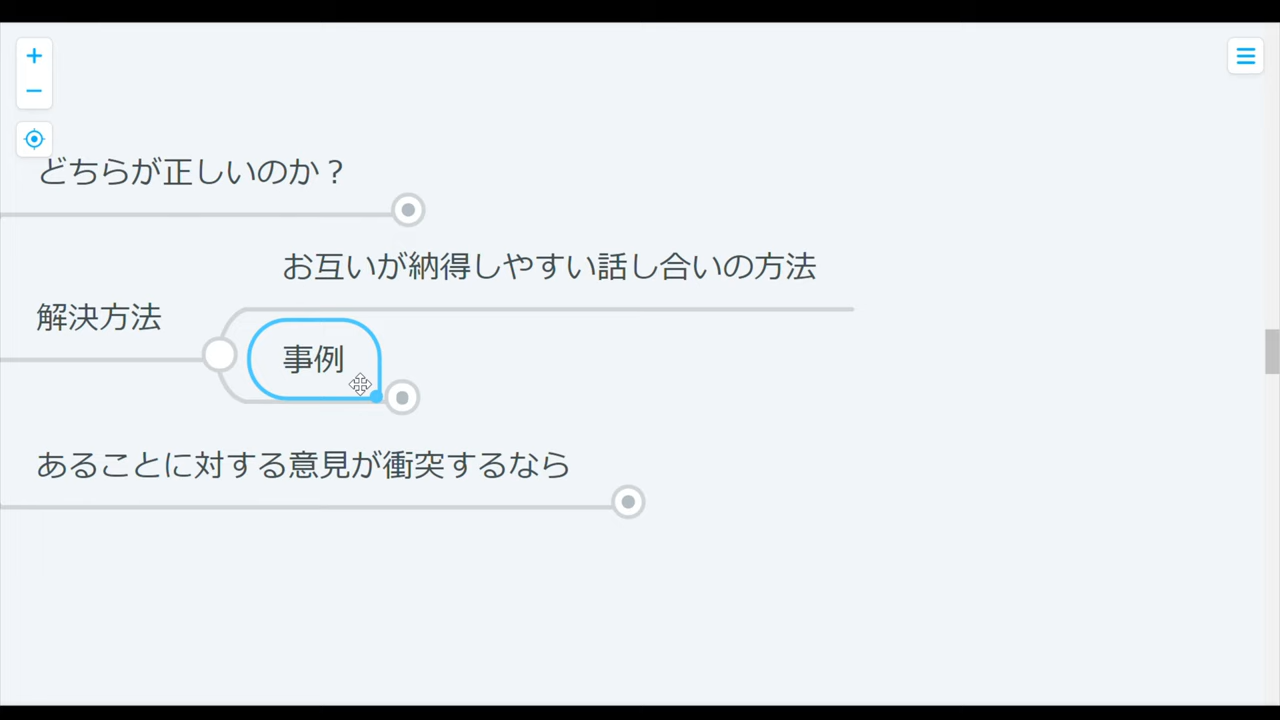 どちらが正しいのか？
お互いが納得しやすい話し合いの方法
解決方法
事例
あることに対する意見が衝突するなら